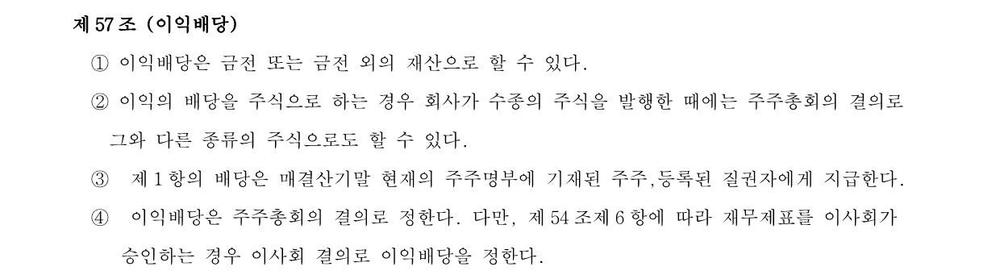 제57조 (이익배당)
① 이익배당은 금전 또는 금전 외의 재산으로 할 수 있다.
② 이익의 배당을 주식으로 하는 경우 회사가 수종의 주식을 발행한 때에는 주주총회의 결의로
그와 다른 종류의 주식으로도 할 수 있다.
③ 제1항의 배당은 매결산기말 현재의 주주명부에 기재된 주주,등록된 질권자에게 지급한다.
④ 이익배당은 주주총회의 결의로 정한다. 다만, 제54조제6항에 따라 재무제표를 이사회가
승인하는 경우 이사회 결의로 이익배당을 정한다.